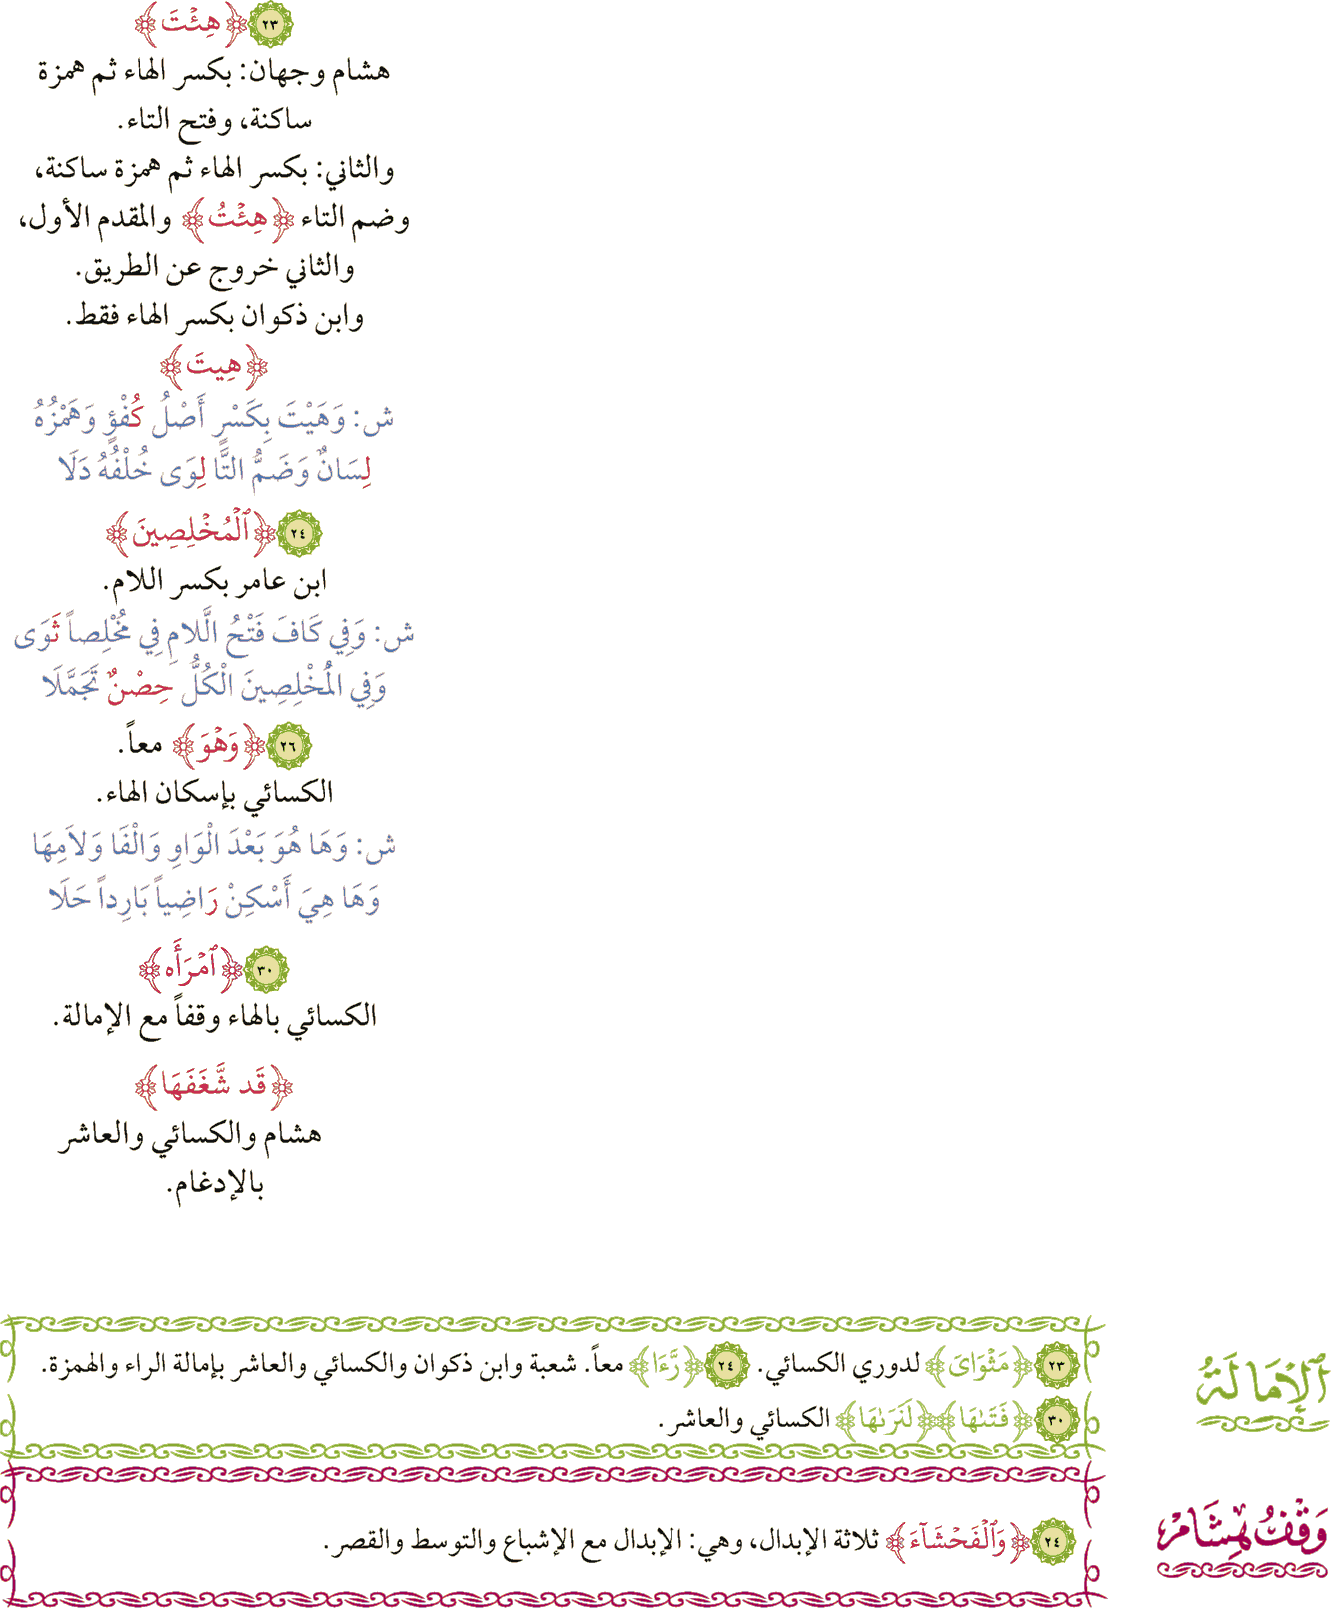 ٢٣ ﴿هِئْتَ﴾
هشام وجهان: بكسر الهاء ثم همزة
ساكنة، وفتح التاء.
والثاني: بكسر الهاء ثم همزة ساكنة،
وضم التاء ﴿هِئْتُ﴾ والمقدم الأول،
والثاني خروج عن الطريق.
وابن ذكوان بكسر الهاء فقط.
﴿هِيتَ﴾
ش: وَهَيْتَ بِكَسْرٍ أَصْلُ كُفْؤٍ وَهَمْزُهُ
لِسَانٌ وَضَمُّ التَّا لِوَى خُلْفُهُ دَلَا
٢٤ ﴿ٱلْمُخْلِصِينَ﴾
ابن عامر بكسر اللام.
ش: وَفِي كَافَ فَتْحُ الَّلامِ فِي مُخْلِصاً ثَوَى
وَفِي الْمُخْلِصِينَ الْكُلُّ حِصْنٌ تَجَمَّلَا
٢٦ ﴿وَهْوَ﴾ معاً.
الكسائي بإسكان الهاء.
ش: وَهَا هُوَ بَعْدَ الْوَاوِ وَالْفَا وَلاَمِهَا
وَهَا هِيَ أَسْكِنْ رَاضِياً بَارِداً حَلَا
٣٠ ﴿ٱمْرَأَه﴾
الكسائي بالهاء وقفاً مع الإمالة.
﴿قَد شَّغَفَهَا﴾
هشام والكسائي والعاشر
بالإدغام.
ٱلْإِمَالَةُ
٢٣ ﴿مَثْوَاىَ﴾ لدوري الكسائي. ٢٤ ﴿رَّءَا﴾ معاً. شعبة وابن ذكوان والكسائي والعاشر بإمالة الراء والهمزة.
٣٠ ﴿فَتَىٰهَا﴾ ﴿لَنَرَىٰهَا﴾ الكسائي والعاشر.
وَقْفُ هِشَامْ
٢٤ ﴿وَٱلْفَحْشَآءَ﴾ ثلاثة الإبدال، وهي: الإبدال مع الإشباع والتوسط والقصر.